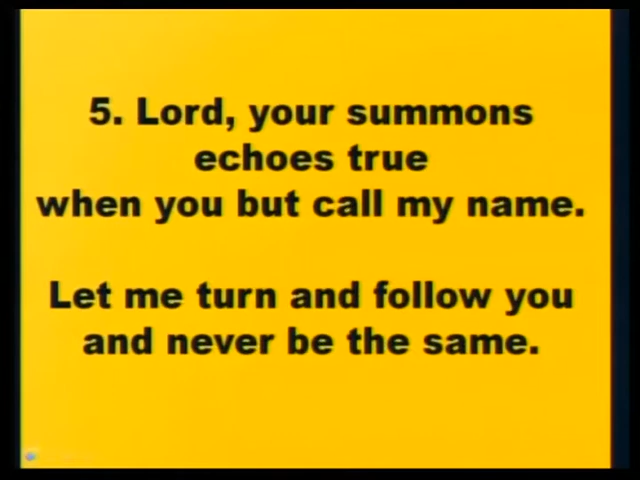 5. Lord, your summons
echoes true
when you but call my name.
Let me turn and follow you
and never be the same.